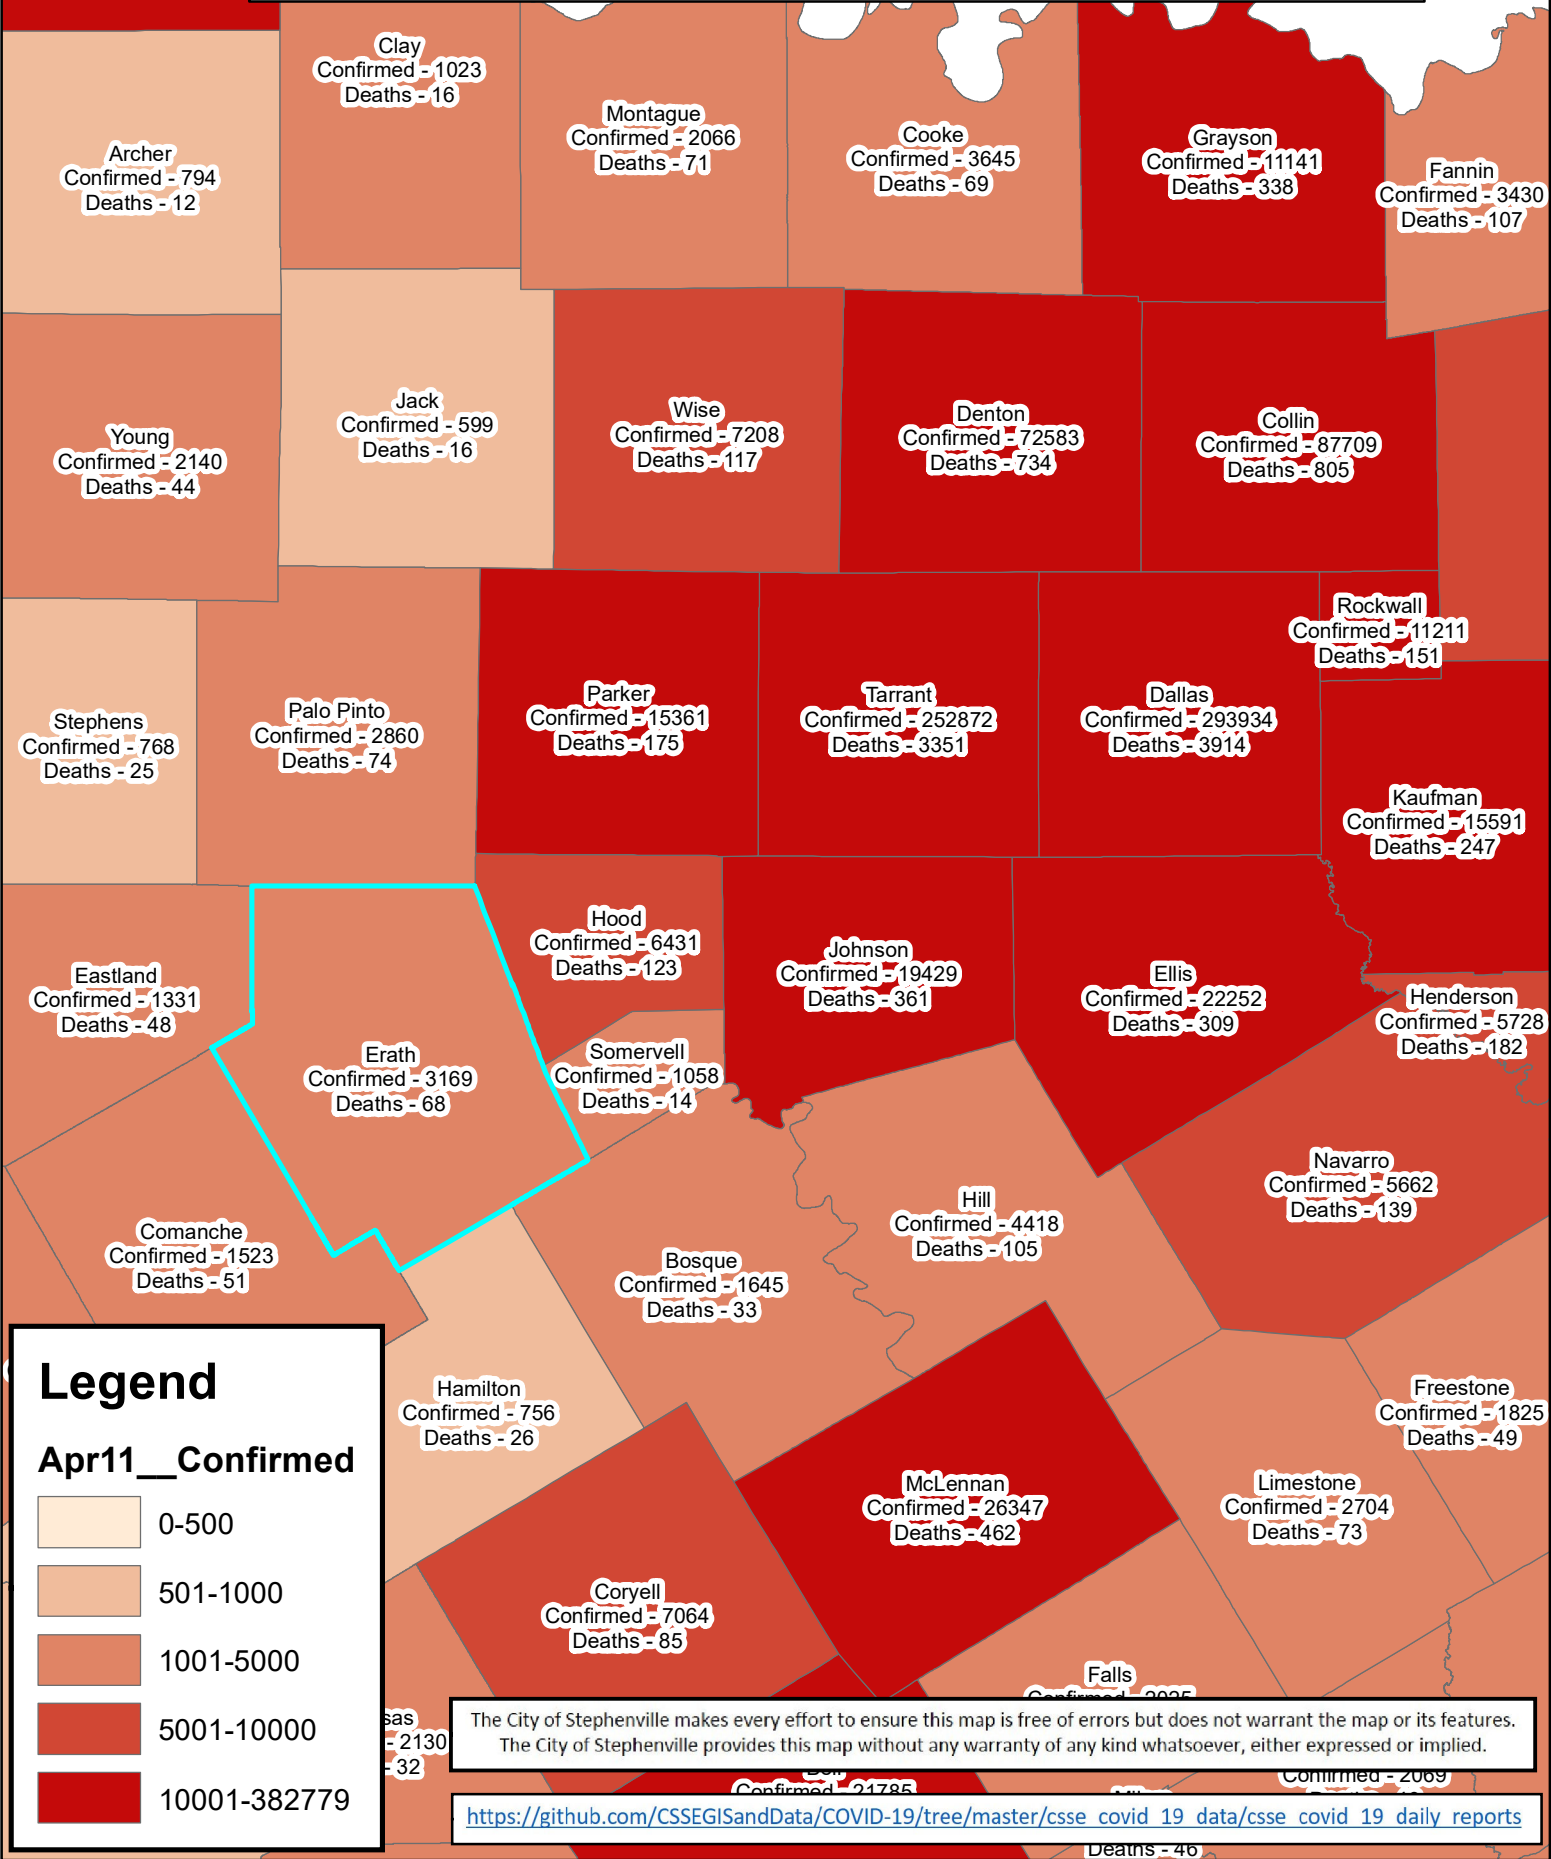 Clay
Confirmed - 1023
Deaths - 16
Montague
Confirmed - 2066
Deaths - 71
Cooke
Confirmed - 3645
Deaths - 69
Grayson
Confirmed - 11141
Deaths - 338
Archer
Confirmed - 794
Deaths - 12
Fannin
Confirmed - 3430
Deaths - 107
Young
Confirmed - 2140
Deaths - 44
Jack
Confirmed - 599
Deaths - 16
Wise
Confirmed - 7208
Deaths - 117
Denton
Confirmed - 72583
Deaths - 734
Collin
Confirmed - 87709
Deaths - 805
Rockwall
Confirmed - 11211
Deaths - 151
Stephens
Confirmed - 768
Deaths - 25
Palo Pinto
Confirmed - 2860
Deaths - 74
Parker
Confirmed - 15361
Deaths - 175
Tarrant
Confirmed - 252872
Deaths - 3351
Dallas
Confirmed - 293934
Deaths - 3914
Kaufman
Confirmed - 15591
Deaths - 247
Eastland
Confirmed - 1331
Deaths - 48
Hood
Confirmed - 6431
Deaths - 123
Johnson
Confirmed - 19429
Deaths - 361
Ellis
Confirmed - 22252
Deaths - 309
Henderson
Confirmed - 5728
Deaths - 182
Erath
Confirmed - 3169
Deaths - 68
Somervell
Confirmed - 1058
Deaths - 14
Navarro
Confirmed - 5662
Deaths - 139
Comanche
Confirmed - 1523
Deaths - 51
Bosque
Confirmed - 1645
Deaths - 33
Hill
Confirmed - 4418
Deaths - 105
Hamilton
Confirmed - 756
Deaths - 26
Freestone
Confirmed - 1825
Deaths - 49
McLennan
Confirmed - 26347
Deaths - 462
Limestone
Confirmed - 2704
Deaths - 73
Coryell
Confirmed - 7064
Deaths - 85
Falls
sas
- 2130
- 32
Confirmed - 21785
Confirmed - 2069
Deaths - 46
Legend
Apr11__Confirmed
0-500
501-1000
1001-5000
5001-10000
10001-382779
The City of Stephenville makes every effort to ensure this map is free of errors but does not warrant the map or its features.
The City of Stephenville provides this map without any warranty of any kind whatsoever, either expressed or implied.
https://github.com/CSSEGISandData/COVID-19/tree/master/csse_covid_19_data/csse_covid_19_daily_reports